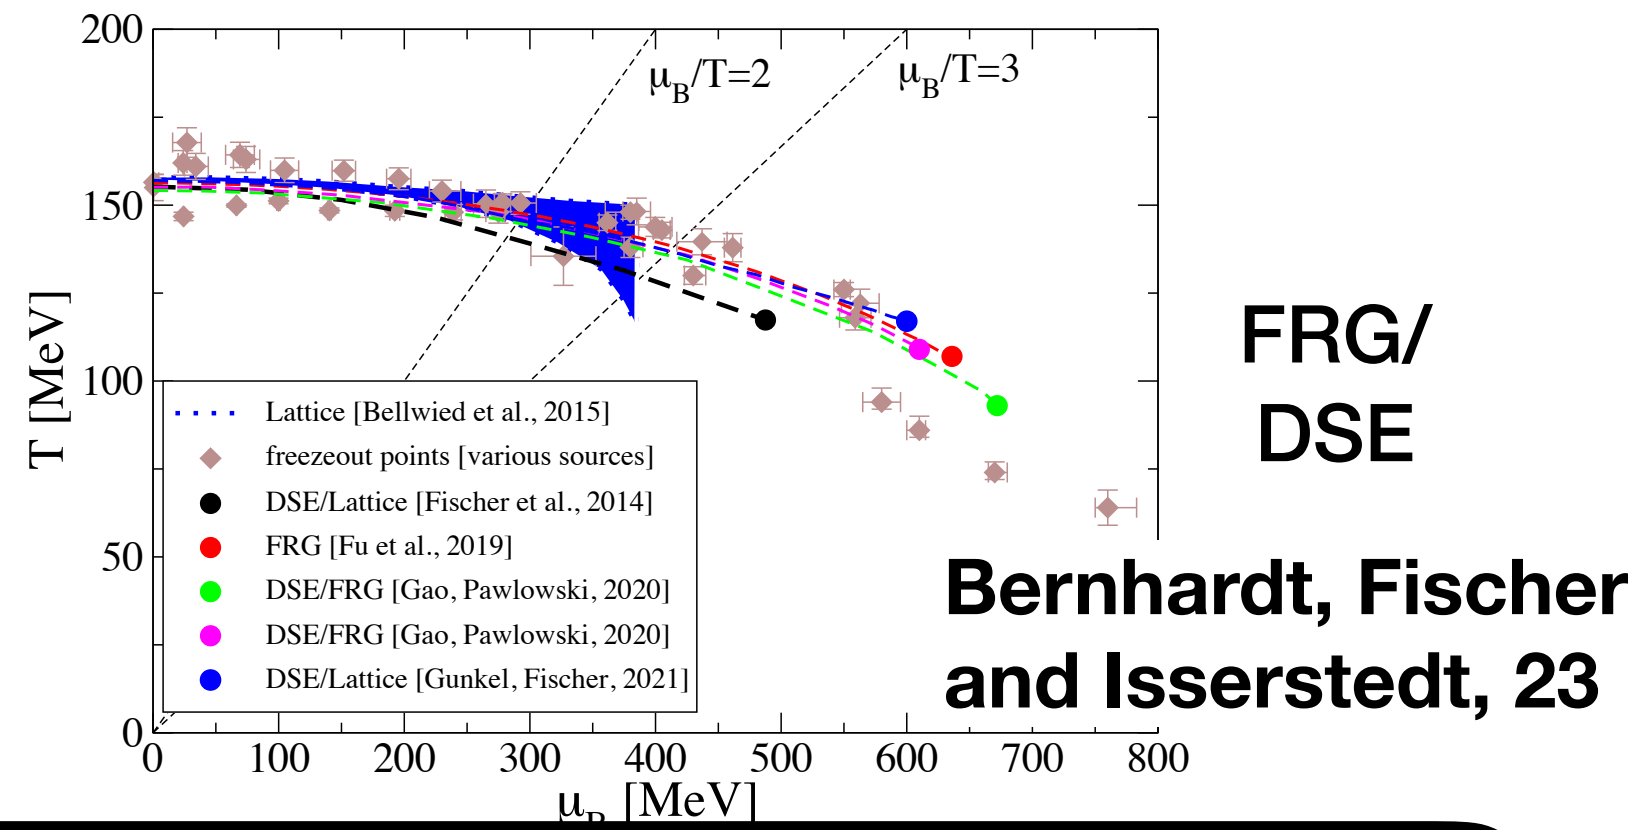 200
150
100
50
0
T [MeV]
μB/T=2
μB/T=3
Lattice [Bellwied et al., 2015]
freezeout points [various sources]
DSE/Lattice [Fischer et al., 2014]
FRG [Fu et al., 2019]
DSE/FRG [Gao, Pawlowski, 2020]
DSE/FRG [Gao, Pawlowski, 2020]
DSE/Lattice [Gunkel, Fischer, 2021]
0 100 200 300 400 500 600 700 800
μB [MeV]
FRG/
DSE
Bernhardt, Fischer
and Isserstedt, 23